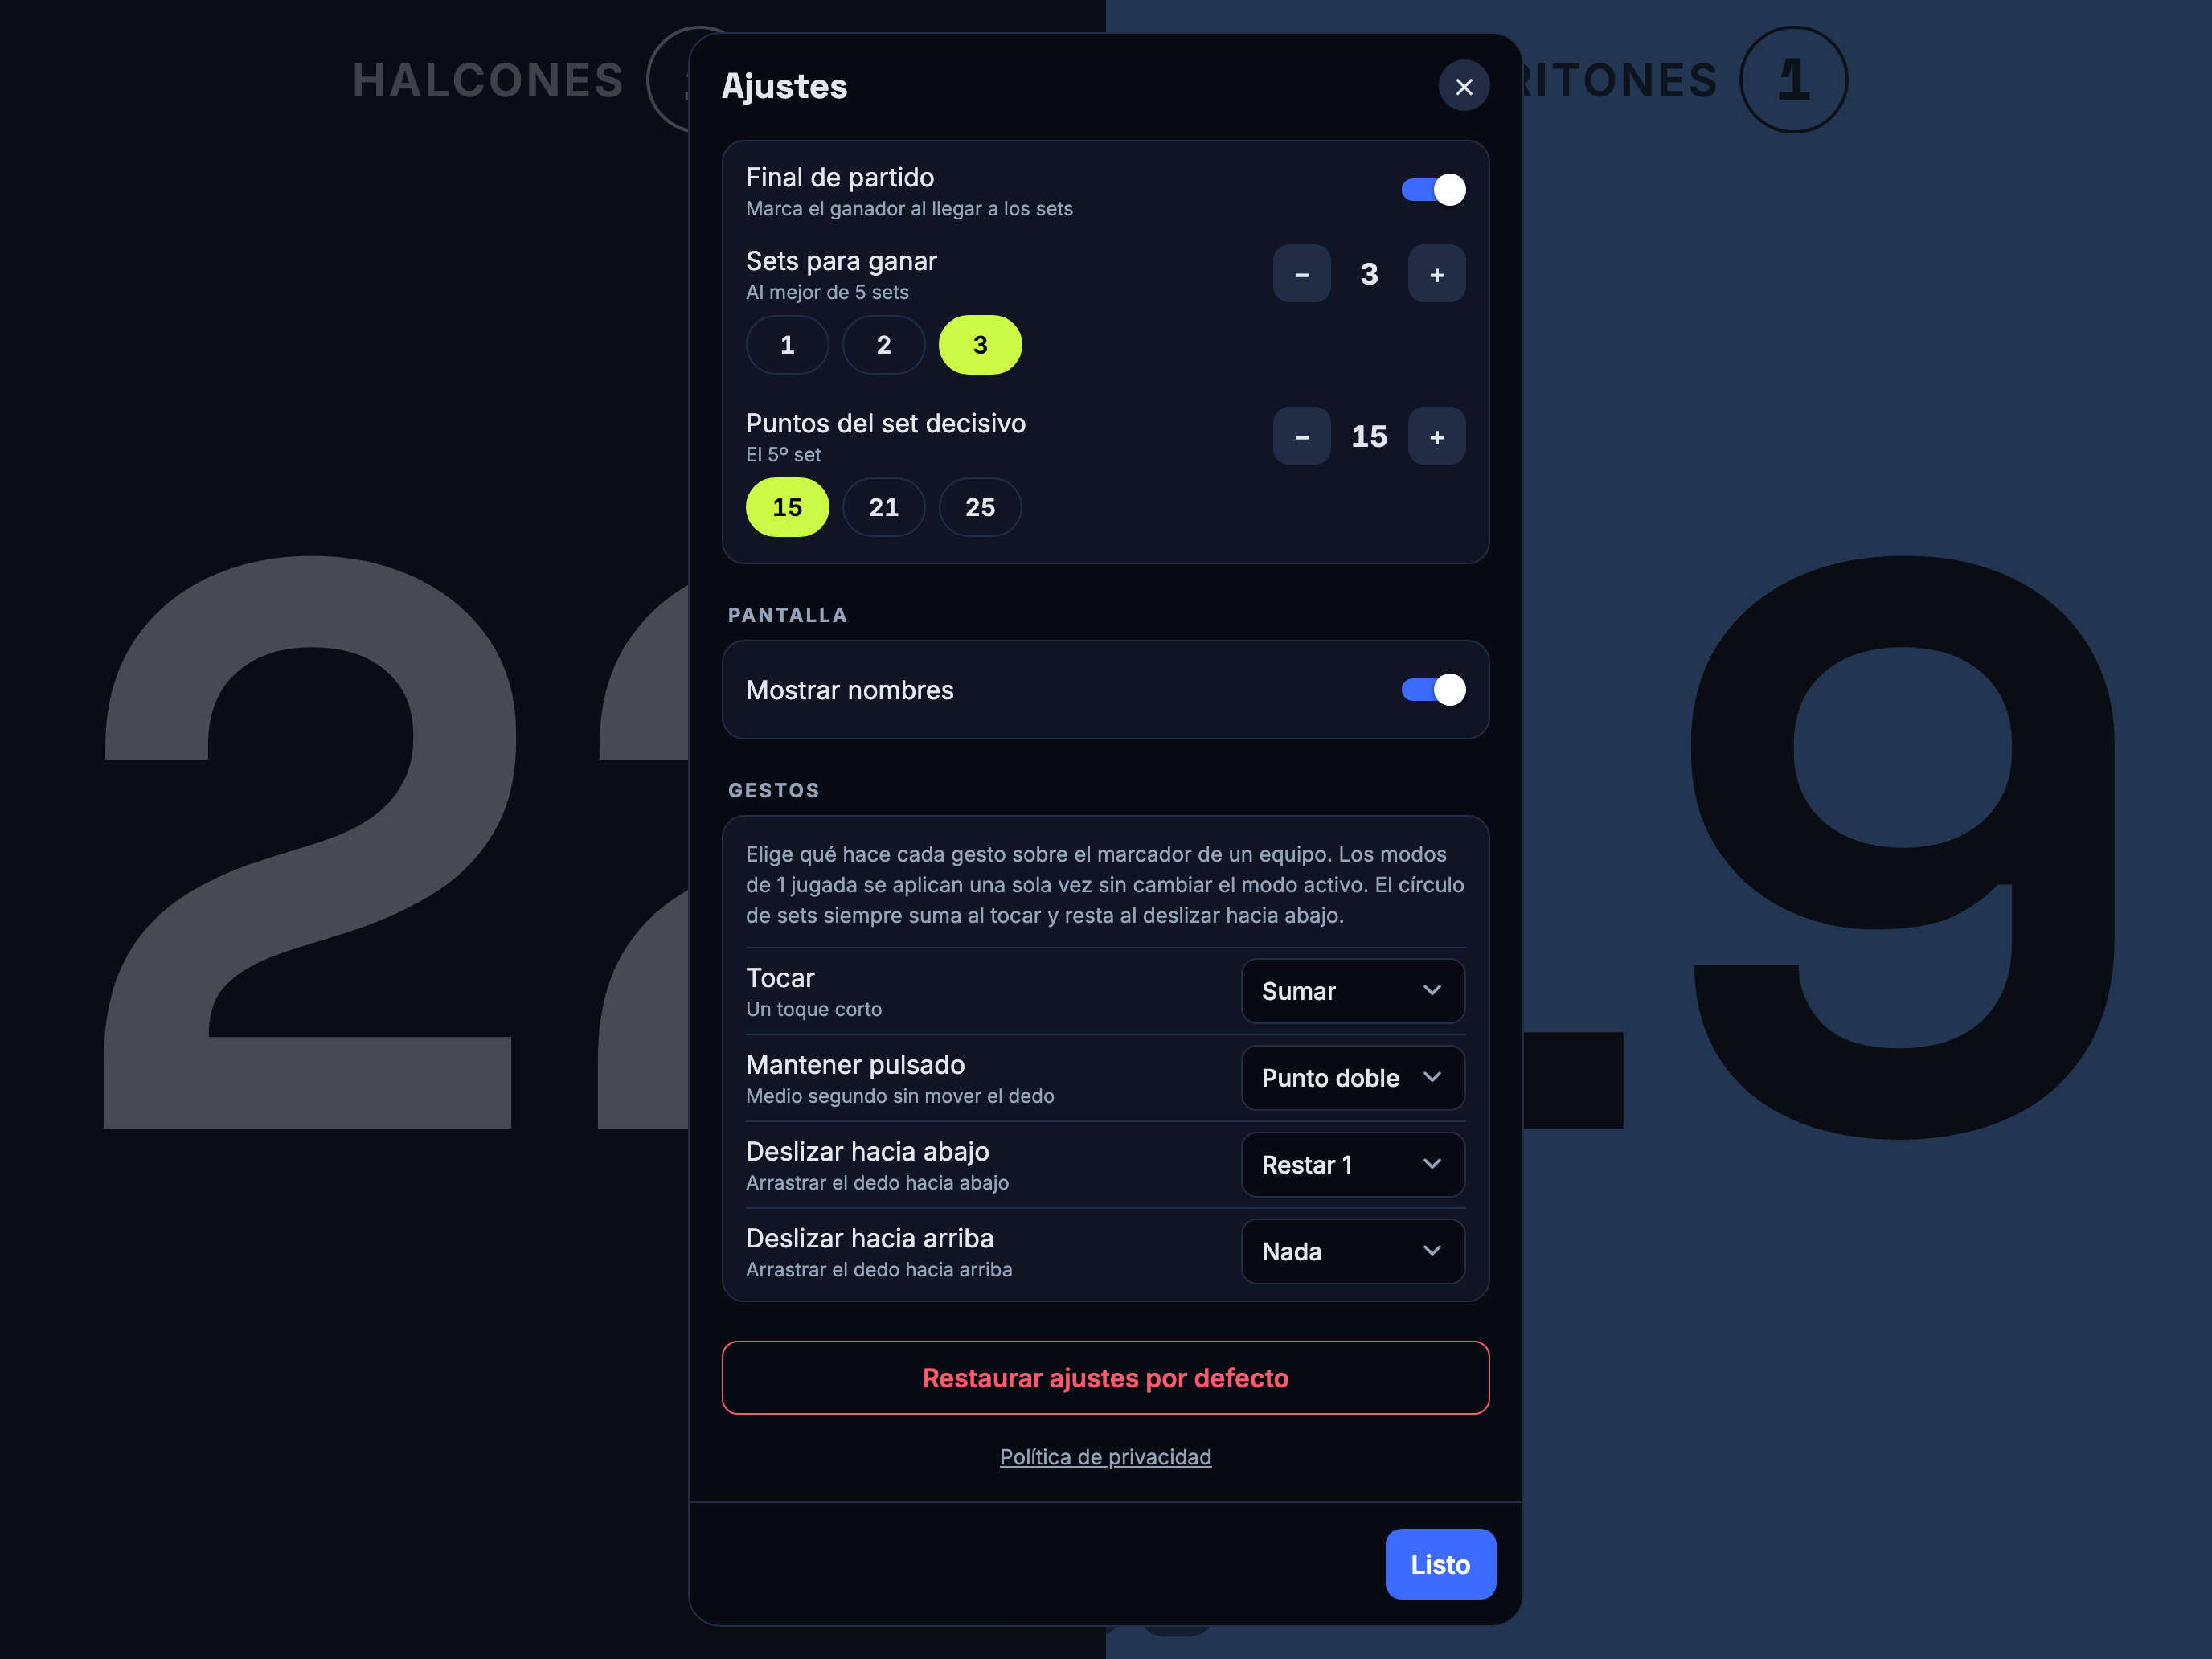 HALCONES
RITONES 1
22
9
Ajustes
Final de partido
Marca el ganador al llegar a los sets
Sets para ganar
Al mejor de 5 sets
− 3 +
1 2 3
Puntos del set decisivo
El 5º set
− 15 +
15 21 25
PANTALLA
Mostrar nombres
GESTOS
Elige qué hace cada gesto sobre el marcador de un equipo. Los modos
de 1 jugada se aplican una sola vez sin cambiar el modo activo. El círculo
de sets siempre suma al tocar y resta al deslizar hacia abajo.
Tocar
Un toque corto
Sumar
Mantener pulsado
Medio segundo sin mover el dedo
Punto doble
Deslizar hacia abajo
Arrastrar el dedo hacia abajo
Restar 1
Deslizar hacia arriba
Arrastrar el dedo hacia arriba
Nada
Restaurar ajustes por defecto
Política de privacidad
Listo